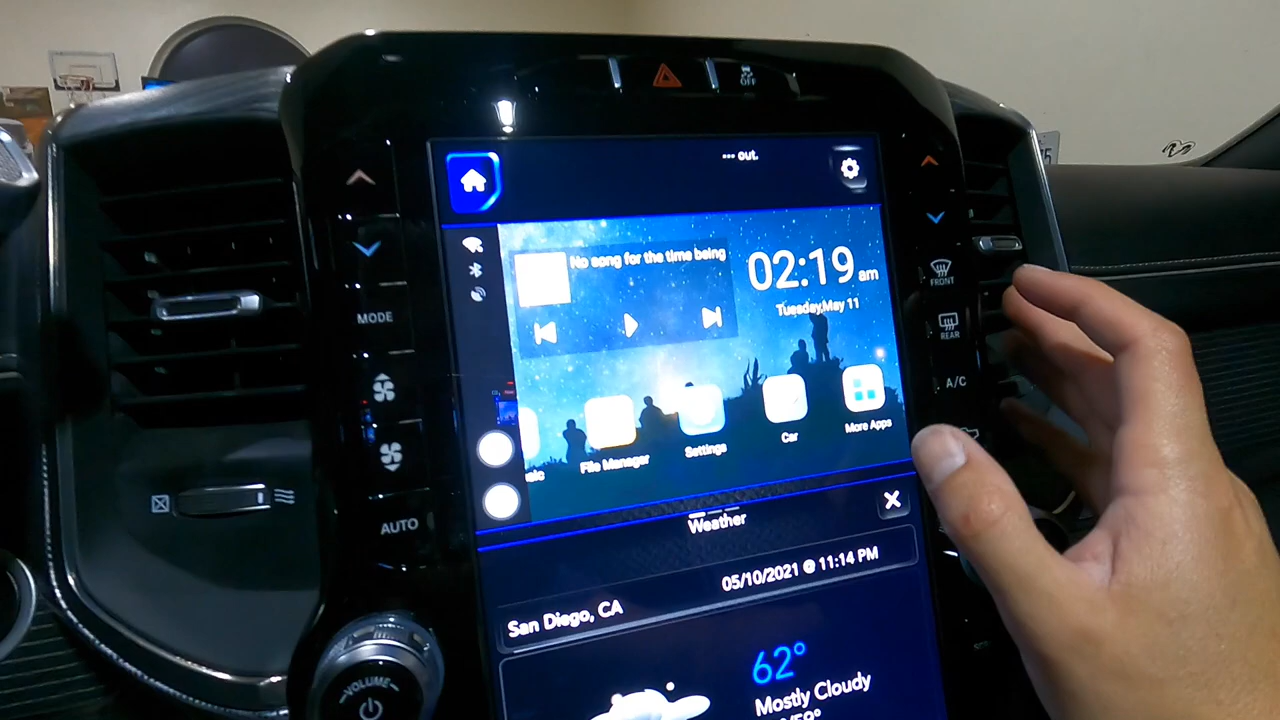 OFF
... out.
No song for the time being
02:19 am
Tuesday, May 11
MODE
FRONT
REAR
A/C
File Manager
Settings
Car
More Apps
AUTO
Weather
05/10/2021 @ 11:14 PM
San Diego, CA
62°
Mostly Cloudy
VOLUME